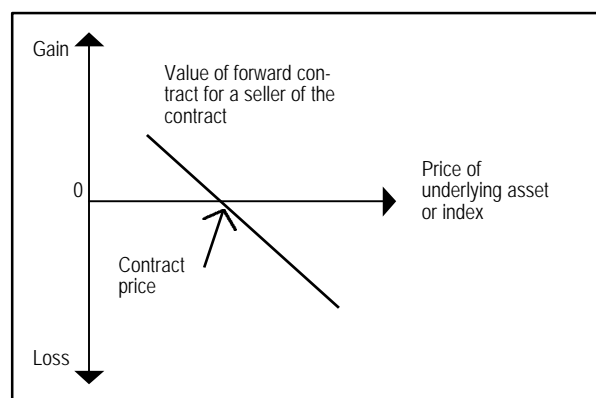 Gain
Value of forward con-
tract for a seller of the
contract
0
Price of
underlying asset
or index
Contract
price
Loss